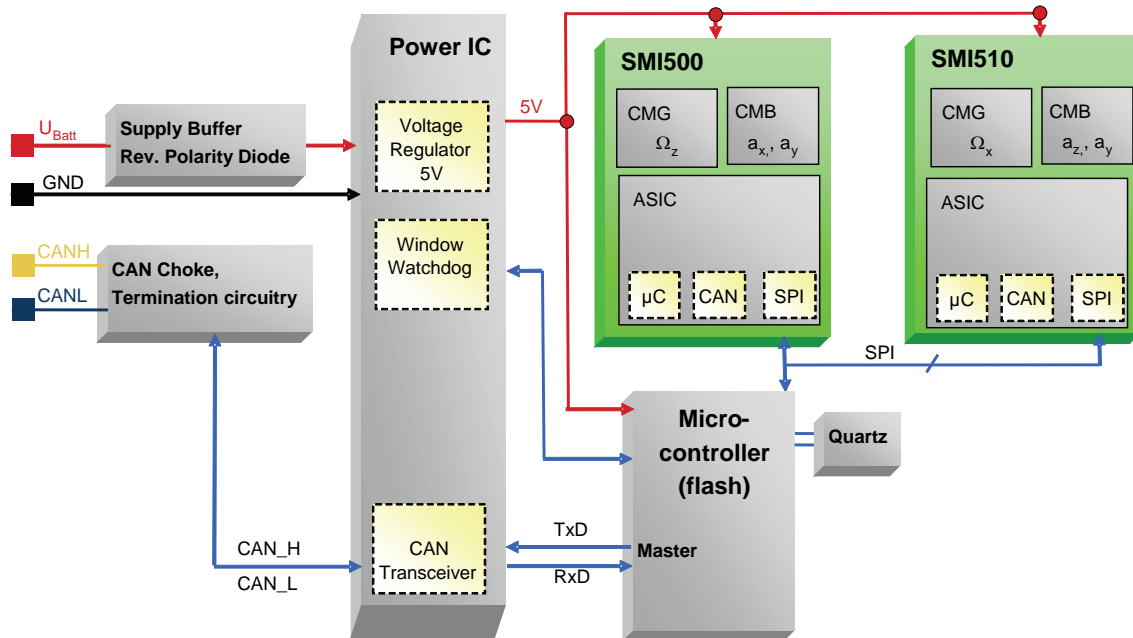 Power IC
SMI500
SMI510
5V
CMG
Ωz
CMB
ax,, ay
CMG
Ωx
CMB
az,, ay
UBatt
Supply Buffer
Rev. Polarity Diode
Voltage
Regulator
5V
GND
ASIC
ASIC
Window
Watchdog
CANH
CANL
CAN Choke,
Termination circuitry
µC
CAN
SPI
µC
CAN
SPI
SPI
Micro-
controller
(flash)
Quartz
TxD
Master
RxD
CAN
Transceiver
CAN_H
CAN_L